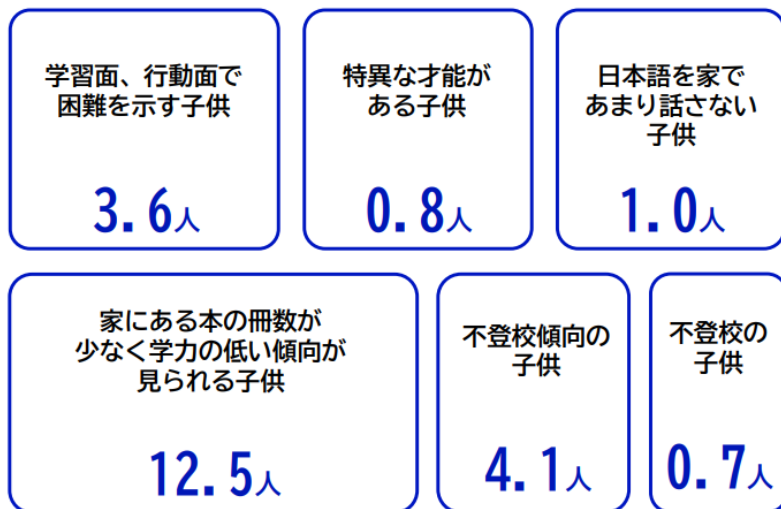 学習面、行動面で
困難を示す子供
3.6人
特異な才能が
ある子供
0.8人
日本語を家で
あまり話さない
子供
1.0人
家にある本の冊数が
少なく学力の低い傾向が
見られる子供
12.5人
不登校傾向の
子供
4.1人
不登校の
子供
0.7人